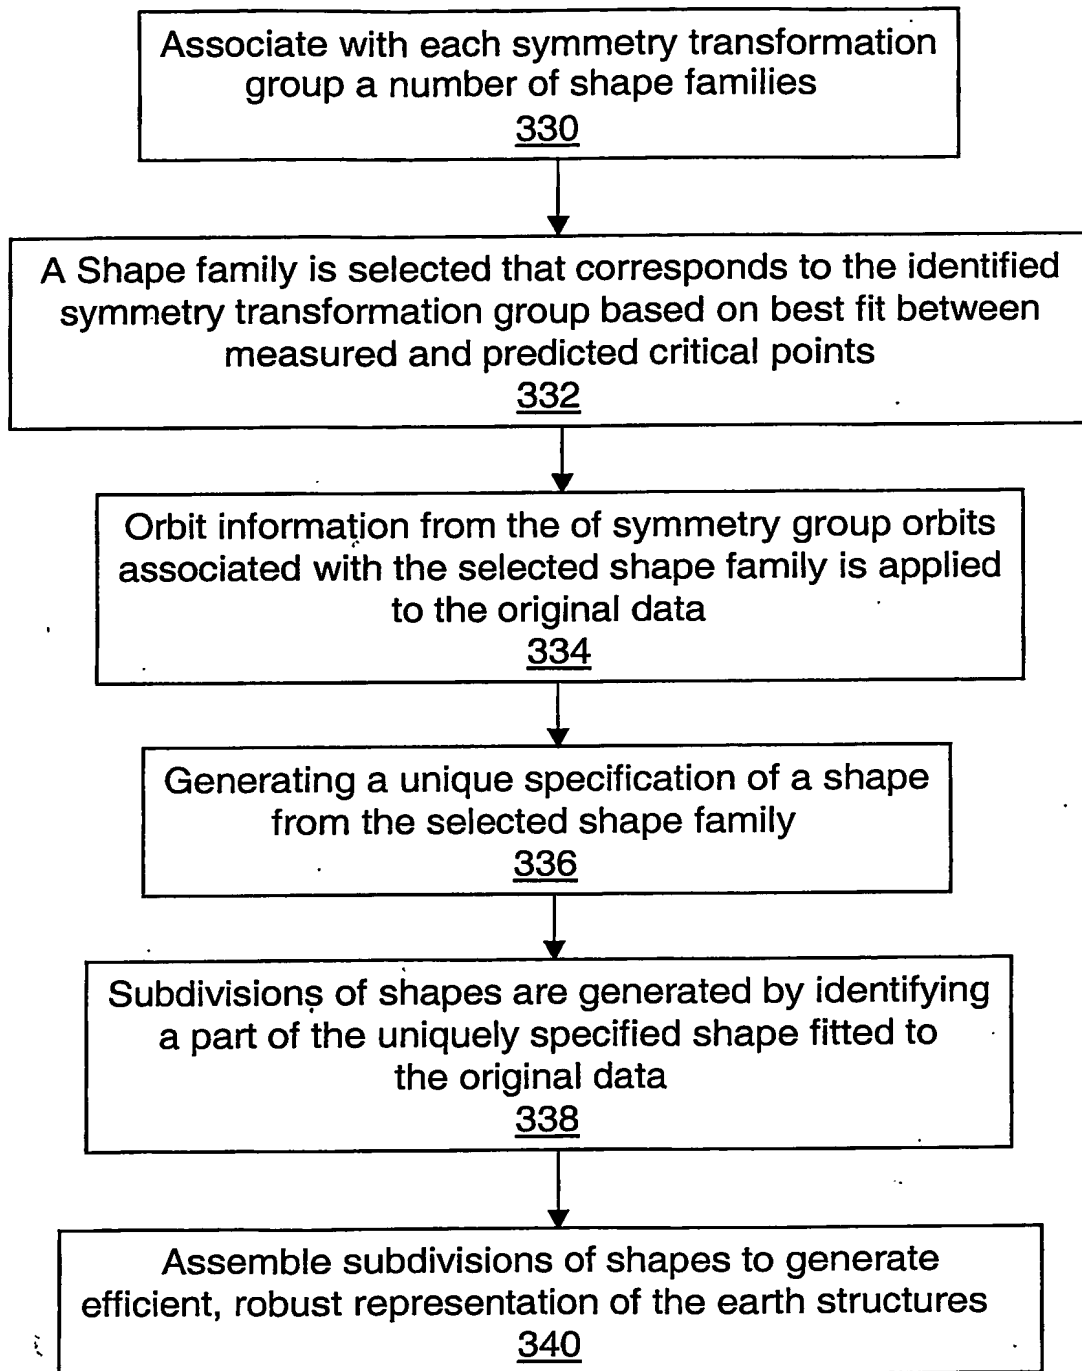 Associate with each symmetry transformation
group a number of shape families
330
A Shape family is selected that corresponds to the identified
symmetry transformation group based on best fit between
measured and predicted critical points
332
Orbit information from the of symmetry group orbits
associated with the selected shape family is applied
to the original data
334
Generating a unique specification of a shape
from the selected shape family
336
Subdivisions of shapes are generated by identifying
a part of the uniquely specified shape fitted to
the original data
338
Assemble subdivisions of shapes to generate
efficient, robust representation of the earth structures
340